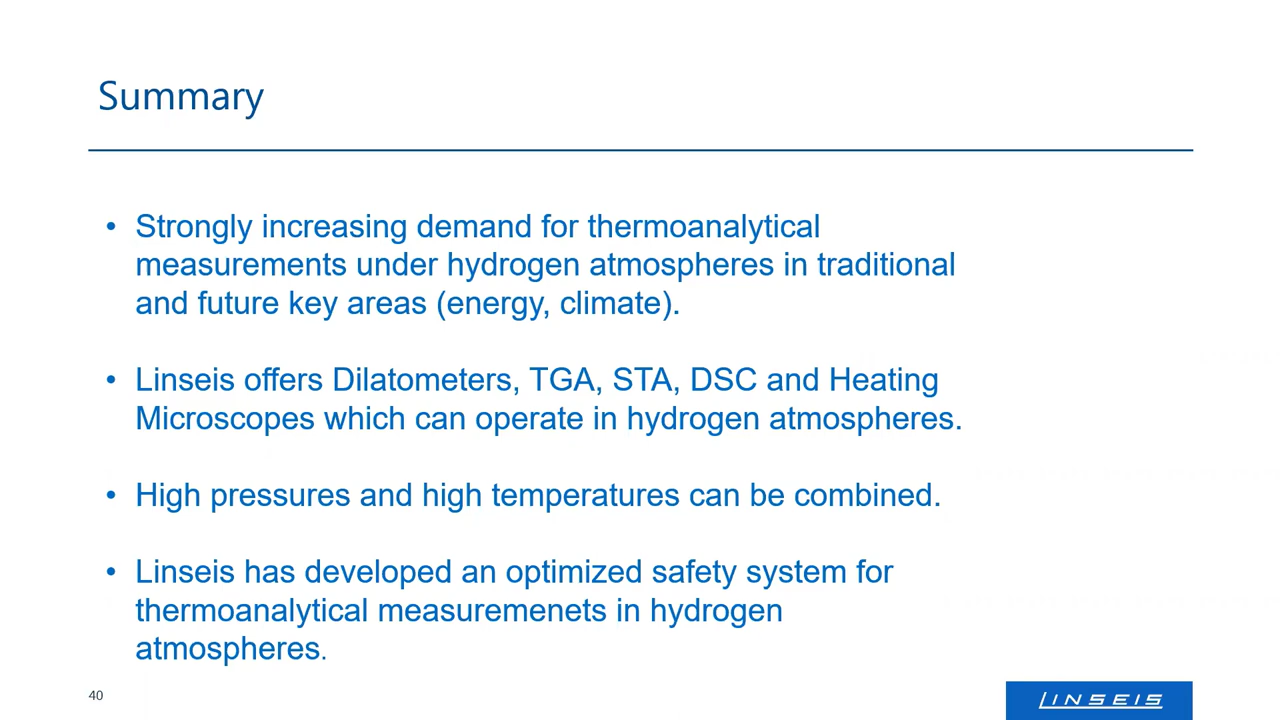 Summary
• Strongly increasing demand for thermoanalytical
measurements under hydrogen atmospheres in traditional
and future key areas (energy, climate).
• Linseis offers Dilatometers, TGA, STA, DSC and Heating
Microscopes which can operate in hydrogen atmospheres.
• High pressures and high temperatures can be combined.
• Linseis has developed an optimized safety system for
thermoanalytical measuremenets in hydrogen
atmospheres.
40
LINSEIS